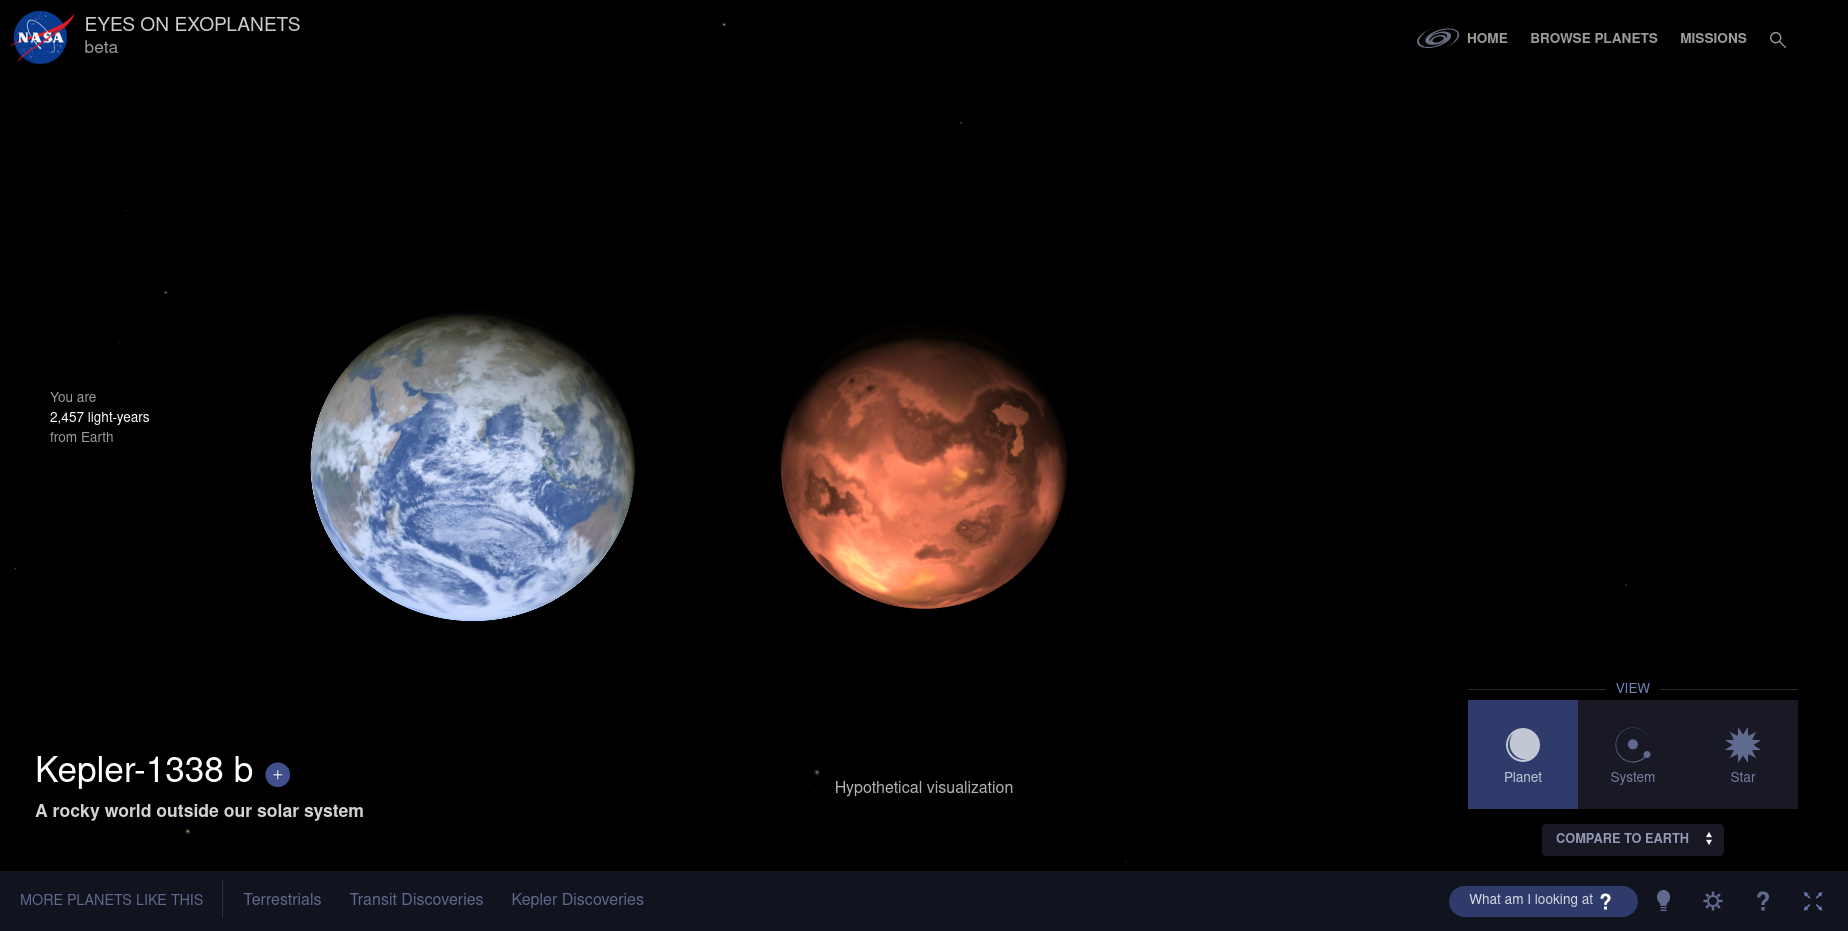 NASA
EYES ON EXOPLANETS
beta
HOME
BROWSE PLANETS
MISSIONS
You are
2,457 light-years
from Earth
Kepler-1338 b +
A rocky world outside our solar system
Hypothetical visualization
VIEW
Planet
System
Star
COMPARE TO EARTH
MORE PLANETS LIKE THIS
Terrestrials
Transit Discoveries
Kepler Discoveries
What am I looking at ?
?